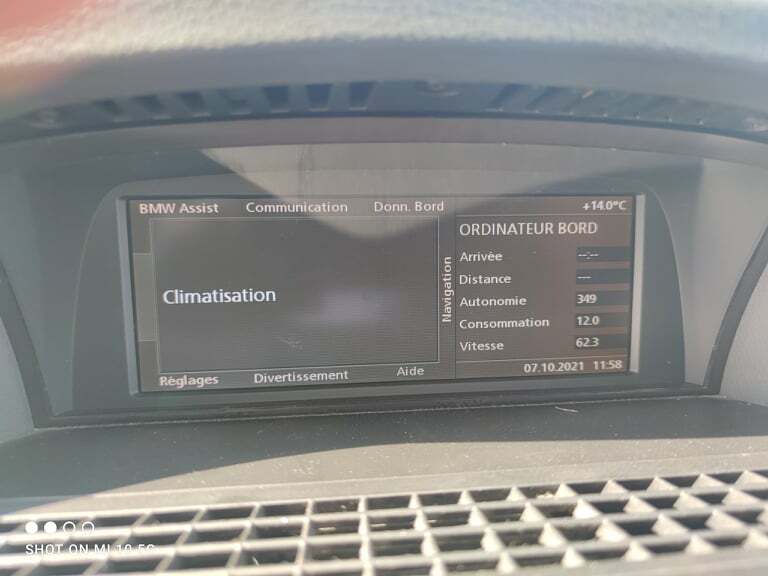 BMW Assist Communication Donn. Bord +14.0°C
ORDINATEUR BORD
Arrivée --:--
Distance ---
Autonomie 349
Consommation 12.0
Vitesse 62.3
Navigation
Climatisation
Réglages Divertissement Aide
07.10.2021 11:58
SHOT ON MI 10 5G